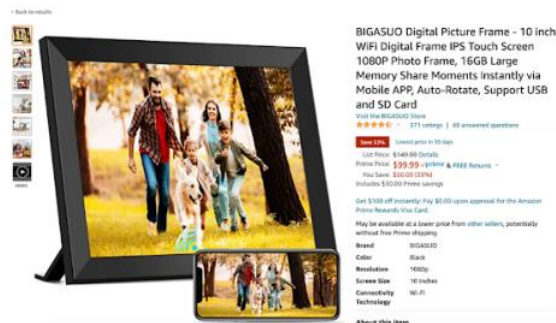 ‹ Back to results
BIGASUO Digital Picture Frame - 10 inch
WiFi Digital Frame IPS Touch Screen
1080P Photo Frame, 16GB Large
Memory Share Moments Instantly via
Mobile APP, Auto-Rotate, Support USB
and SD Card
Visit the BIGASUO Store
371 ratings | 48 answered questions
Save 33% Lowest price in 30 days
List Price: $149.99 Details
Prime Price: $99.99 prime & FREE Returns
You Save: $50.00 (33%)
Includes $30.00 Prime savings
Get $100 off instantly: Pay $0.00 upon approval for the Amazon
Prime Rewards Visa Card.
May be available at a lower price from other sellers, potentially
without free Prime shipping.
Brand BIGASUO
Color Black
Resolution 1080p
Screen Size 10 Inches
Connectivity Wi-Fi
Technology
About this item
VIDEO